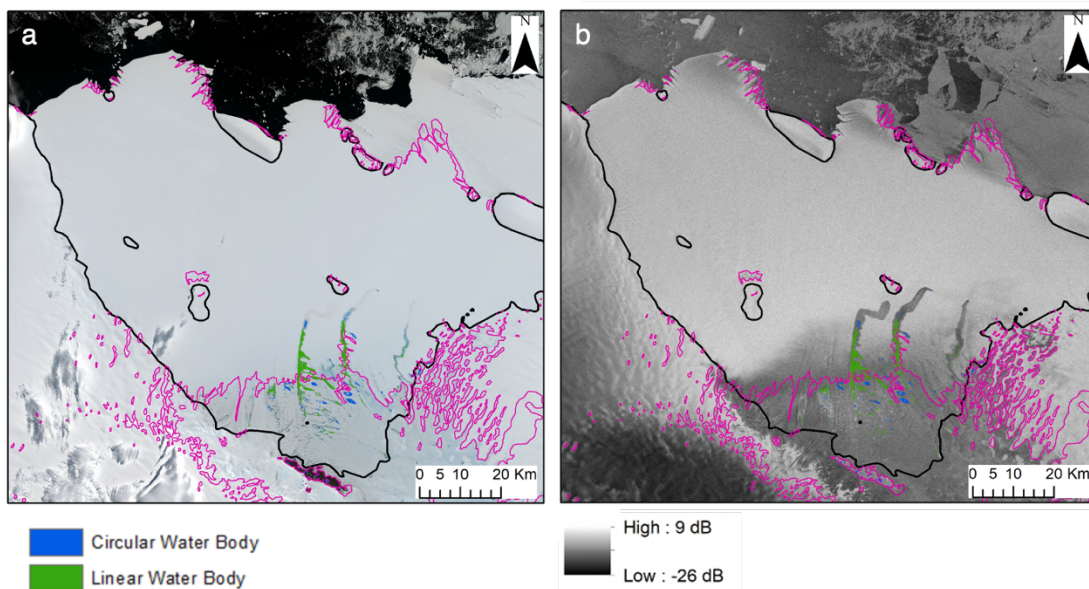 a
N
b
N
0 5 10 20 Km
0 5 10 20 Km
Circular Water Body
Linear Water Body
High : 9 dB
Low : -26 dB